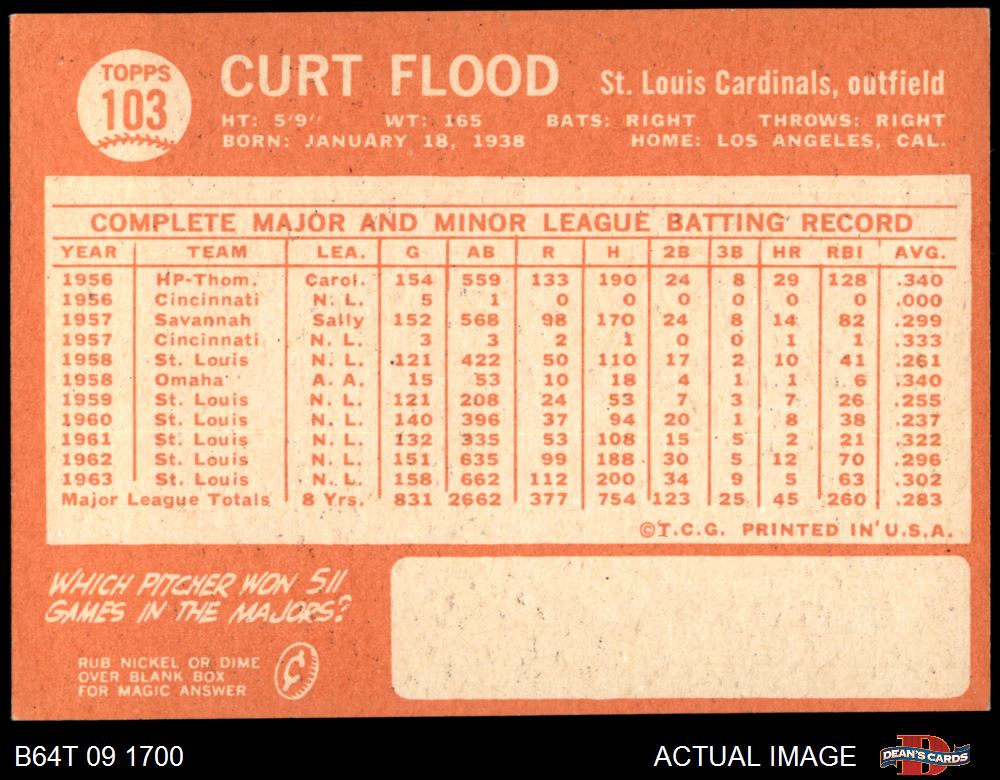 TOPPS
103
CURT FLOOD St. Louis Cardinals, outfield
HT: 5'9" WT: 165 BATS: RIGHT THROWS: RIGHT
BORN: JANUARY 18, 1938 HOME: LOS ANGELES, CAL.
COMPLETE MAJOR AND MINOR LEAGUE BATTING RECORD
YEAR TEAM LEA. G AB R H 2B 3B HR RBI AVG.
1956 HP-Thom. Carol. 154 559 133 190 24 8 29 128 .340
1956 Cincinnati N. L. 5 1 0 0 0 0 0 0 .000
1957 Savannah Sally 152 568 98 170 24 8 14 82 .299
1957 Cincinnati N. L. 3 3 2 1 0 0 1 1 .333
1958 St. Louis N. L. 121 422 50 110 17 2 10 41 .261
1958 Omaha A. A. 15 53 10 18 4 1 1 6 .340
1959 St. Louis N. L. 121 208 24 53 7 3 7 26 .255
1960 St. Louis N. L. 140 396 37 94 20 1 8 38 .237
1961 St. Louis N. L. 132 335 53 108 15 5 2 21 .322
1962 St. Louis N. L. 151 635 99 188 30 5 12 70 .296
1963 St. Louis N. L. 158 662 112 200 34 9 5 63 .302
Major League Totals 8 Yrs. 831 2662 377 754 123 25 45 260 .283
©T.C.G. PRINTED IN U.S.A.
WHICH PITCHER WON 511
GAMES IN THE MAJORS?
RUB NICKEL OR DIME
OVER BLANK BOX
FOR MAGIC ANSWER
B64T 09 1700 ACTUAL IMAGE DEAN'S CARDS